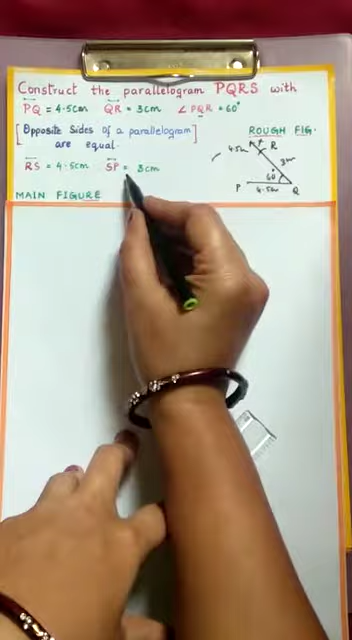 Construct the parallelogram PQRS with
PQ = 4.5cm QR = 3cm ∠ PQR = 60°
[Opposite Sides of a parallelogram
are equal]
ROUGH FIG.
RS = 4.5cm SP = 3cm
4.5cm R
3cm
60°
P Q
4.5cm
MAIN FIGURE